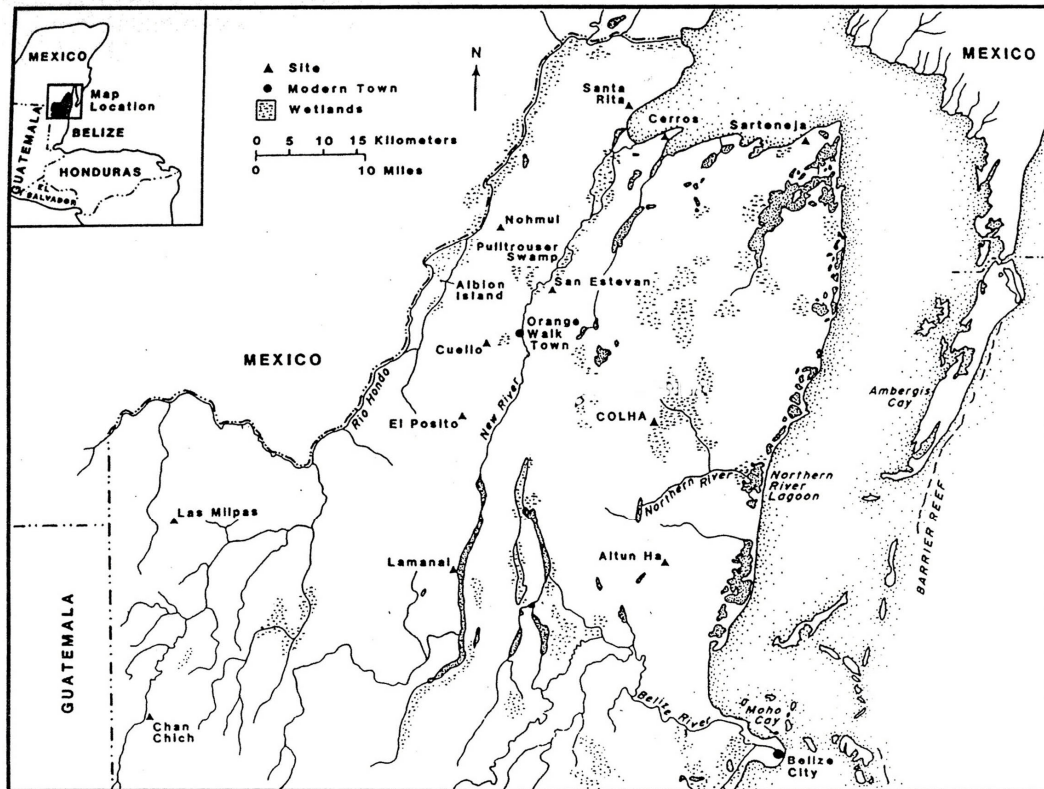 MEXICO
Map
Location
BELIZE
GUATEMALA
HONDURAS
EL
SALVADOR
Site
Modern Town
Wetlands
0 5 10 15 Kilometers
0 10 Miles
N
MEXICO
Santa
Rita
Cerros
Sarteneja
Nohmul
Pulltrouser
Swamp
Albion
Island
San Estevan
Orange
Walk
Town
Cuello
MEXICO
Rio Hondo
El Posito
New River
COLHA
Ambergis
Cay
Northern River
Northern
River
Lagoon
BARRIER REEF
Las Milpas
Lamanai
Altun Ha
GUATEMALA
Chan
Chich
Belize River
Moho
Cay
Belize
City